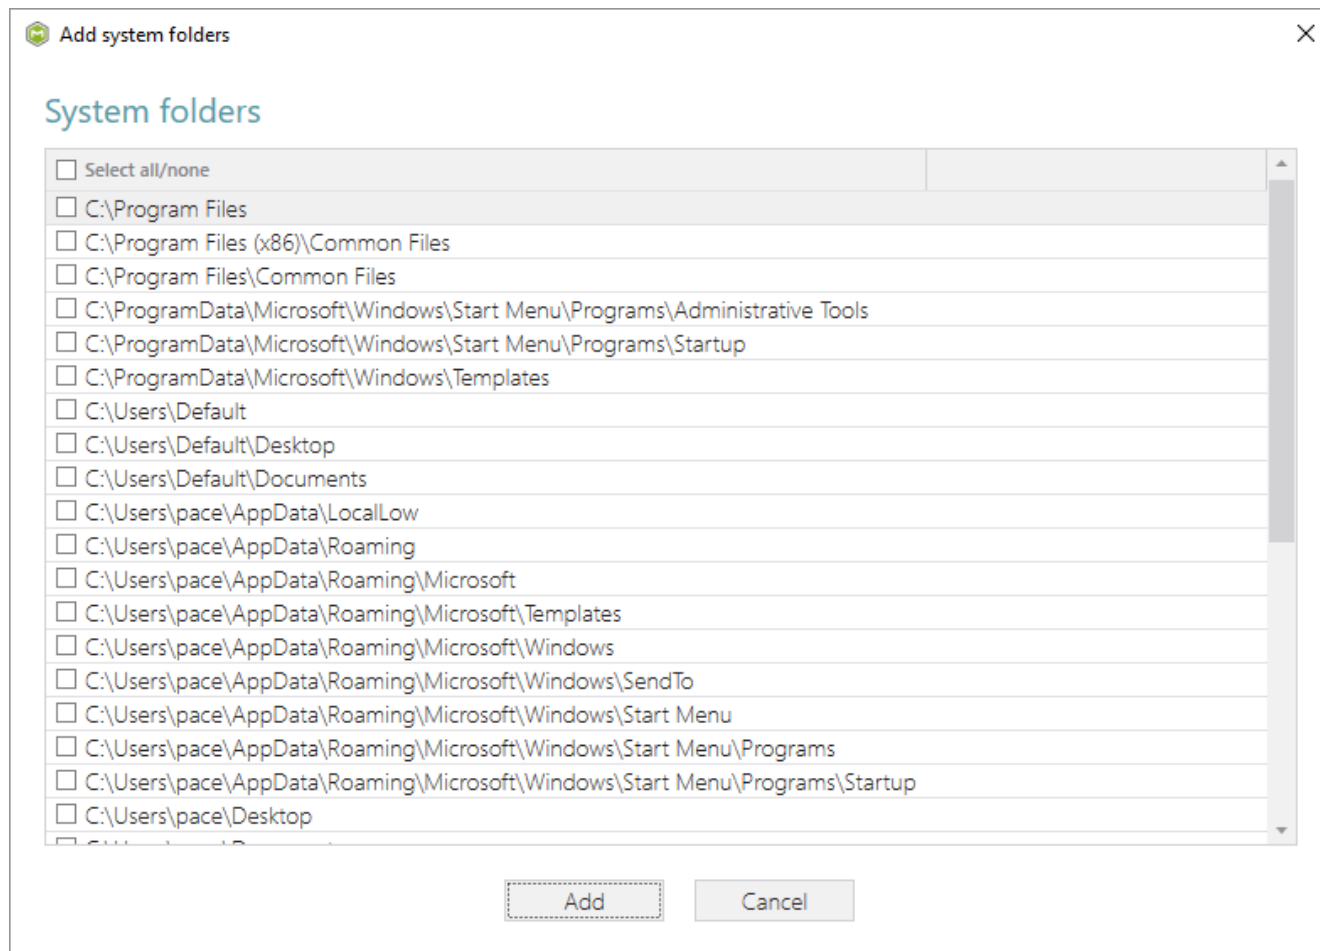 Add system folders
System folders
Select all/none
C:\Program Files
C:\Program Files (x86)\Common Files
C:\Program Files\Common Files
C:\ProgramData\Microsoft\Windows\Start Menu\Programs\Administrative Tools
C:\ProgramData\Microsoft\Windows\Start Menu\Programs\Startup
C:\ProgramData\Microsoft\Windows\Templates
C:\Users\Default
C:\Users\Default\Desktop
C:\Users\Default\Documents
C:\Users\pace\AppData\LocalLow
C:\Users\pace\AppData\Roaming
C:\Users\pace\AppData\Roaming\Microsoft
C:\Users\pace\AppData\Roaming\Microsoft\Templates
C:\Users\pace\AppData\Roaming\Microsoft\Windows
C:\Users\pace\AppData\Roaming\Microsoft\Windows\SendTo
C:\Users\pace\AppData\Roaming\Microsoft\Windows\Start Menu
C:\Users\pace\AppData\Roaming\Microsoft\Windows\Start Menu\Programs
C:\Users\pace\AppData\Roaming\Microsoft\Windows\Start Menu\Programs\Startup
C:\Users\pace\Desktop
Add Cancel